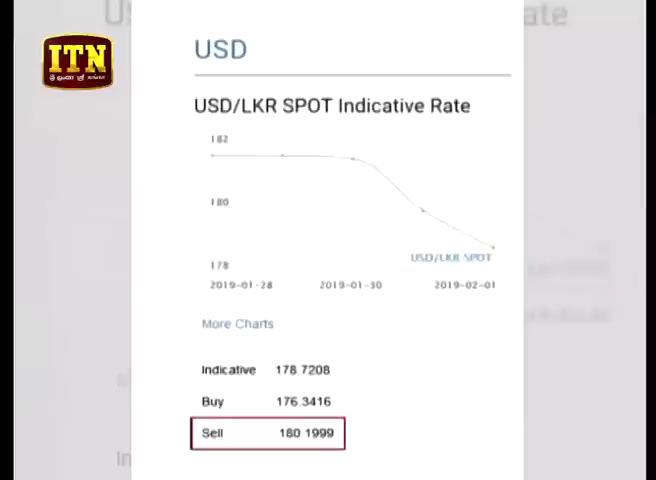 ITN
USD
USD/LKR SPOT Indicative Rate
182
180
178
USD/LKR SPOT
2019-01-28 2019-01-30 2019-02-01
More Charts
Indicative 178.7208
Buy 176.3416
Sell 180.1999